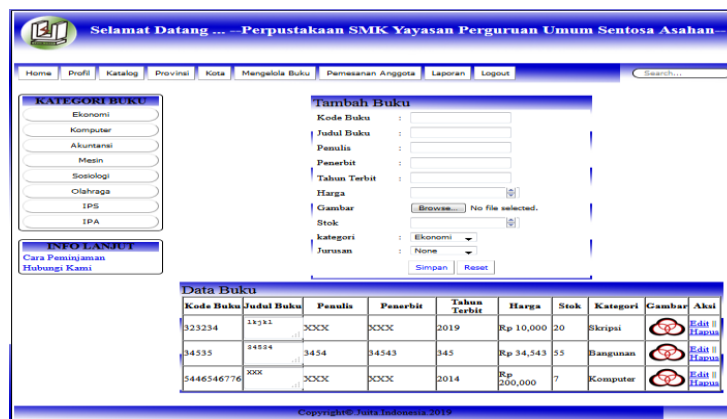 Selamat Datang ... --Perpustakaan SMK Yayasan Perguruan Umum Sentosa Asahan--
Home Profil Katalog Provinsi Kota Mengelola Buku Pemesanan Anggota Laporan Logout Search...
KATEGORI BUKU
Ekonomi
Komputer
Akuntansi
Mesin
Sosiologi
Olahraga
IPS
IPA
INFO LANJUT
Cara Peminjaman
Hubungi Kami
Tambah Buku
Kode Buku :
Judul Buku :
Penulis :
Penerbit :
Tahun Terbit :
Harga
Gambar Browse... No file selected.
Stok
kategori : Ekonomi
Jurusan : None
Simpan Reset
Data Buku
Kode Buku Judul Buku Penulis Penerbit Tahun Terbit Harga Stok Kategori Gambar Aksi
323234 lkjkl XXX XXX 2019 Rp 10,000 20 Skripsi Edit || Hapus
34535 34534 3454 34543 345 Rp 34,543 55 Bangunan Edit || Hapus
5446546776 XXX XXX XXX 2014 Rp 200,000 7 Komputer Edit || Hapus
Copyright© Juita Indonesia 2019